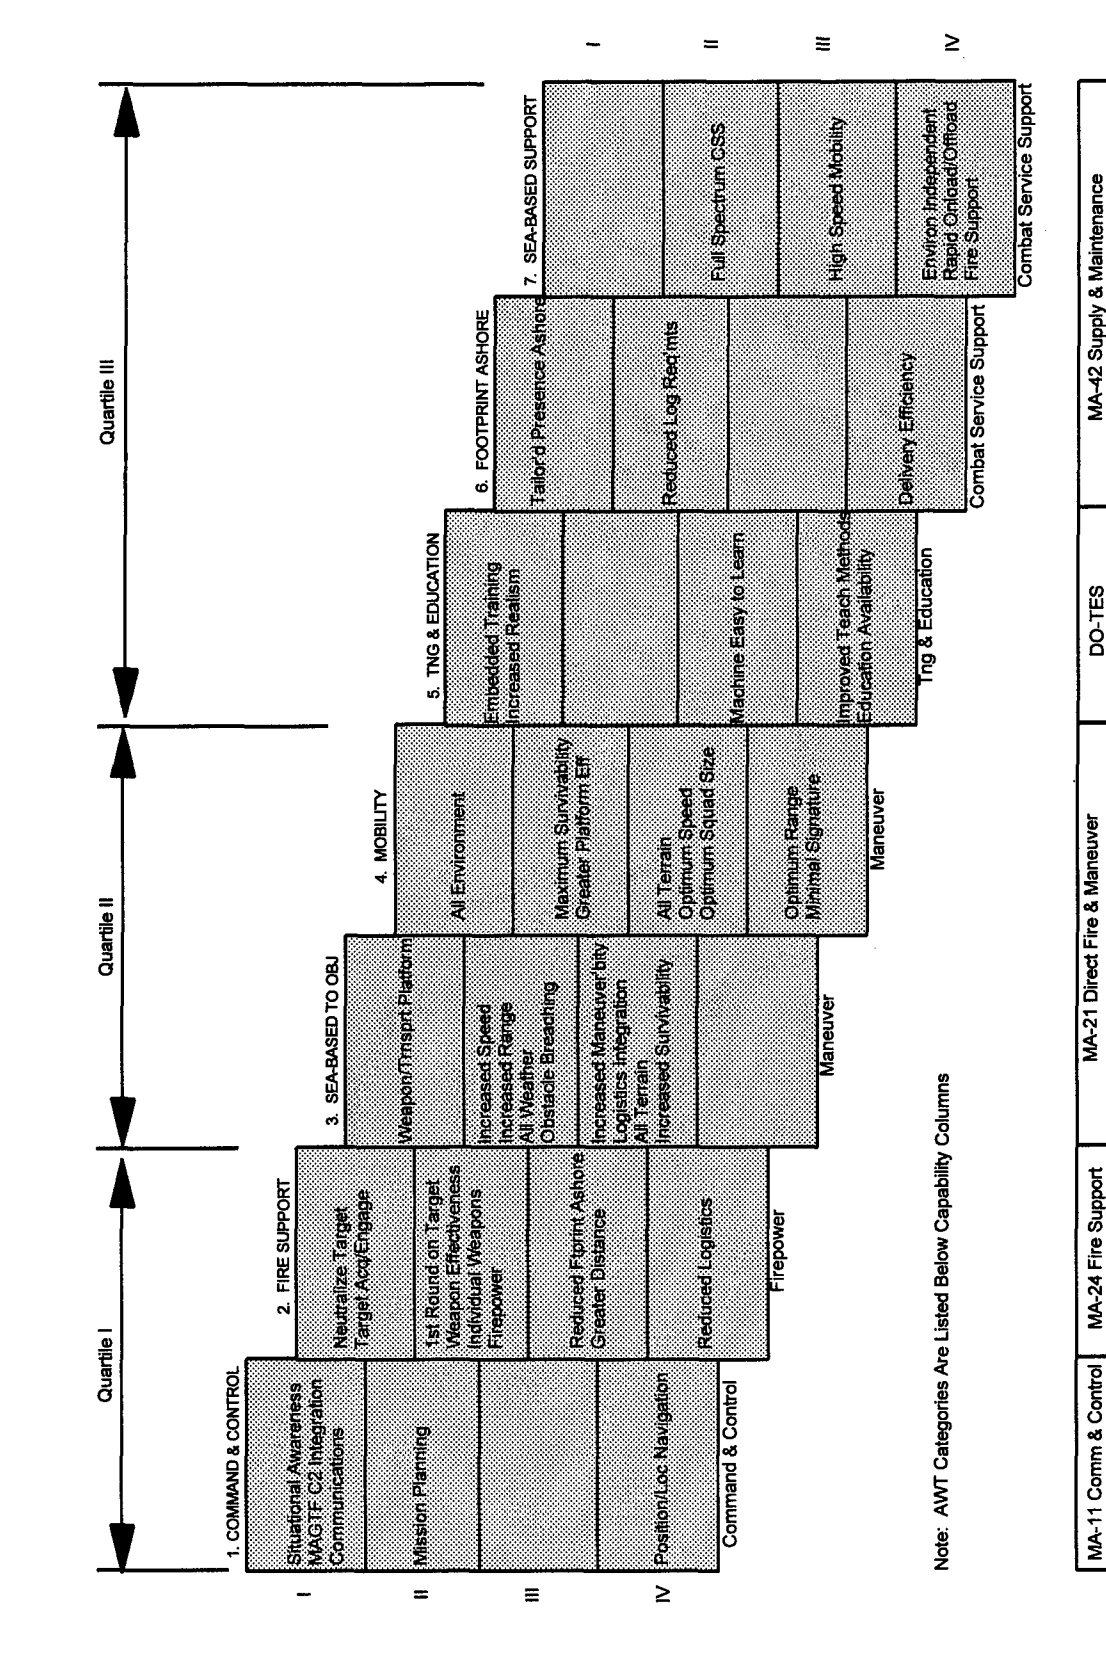 Quartile I
Quartile II
Quartile III
1. COMMAND & CONTROL
Situational Awareness
MAGTF C2 Integration
Communications
Mission Planning
Position/Loc Navigation
Command & Control
2. FIRE SUPPORT
Neutralize Target
Target Acq/Engage
1st Round on Target
Weapon Effectiveness
Individual Weapons
Firepower
Reduced Ftprint Ashore
Greater Distance
Reduced Logistics
Firepower
3. SEA-BASED TO OBJ
Weapon/Trnsprt Platform
Increased Speed
Increased Range
All Weather
Obstacle Breaching
Increased Maneuver'bity
Logistics Integration
All Terrain
Increased Survivability
Maneuver
4. MOBILITY
All Environment
Maximum Survivability
Greater Platform Eff
All Terrain
Optimum Speed
Optimum Squad Size
Optimum Range
Minimal Signature
Maneuver
5. TNG & EDUCATION
Embedded Training
Increased Realism
Machine Easy to Learn
Improved Teach Methods
Education Availability
Tng & Education
6. FOOTPRINT ASHORE
Tailor'd Presence Ashore
Reduced Log Req'mts
Delivery Efficiency
Combat Service Support
7. SEA-BASED SUPPORT
Full Spectrum CSS
High Speed Mobility
Environ Independent
Rapid Onload/Offload
Fire Support
Combat Service Support
I
II
III
IV
I
II
III
IV
Note: AWT Categories Are Listed Below Capability Columns
MA-11 Comm & Control
MA-24 Fire Support
MA-21 Direct Fire & Maneuver
DO-TES
MA-42 Supply & Maintenance